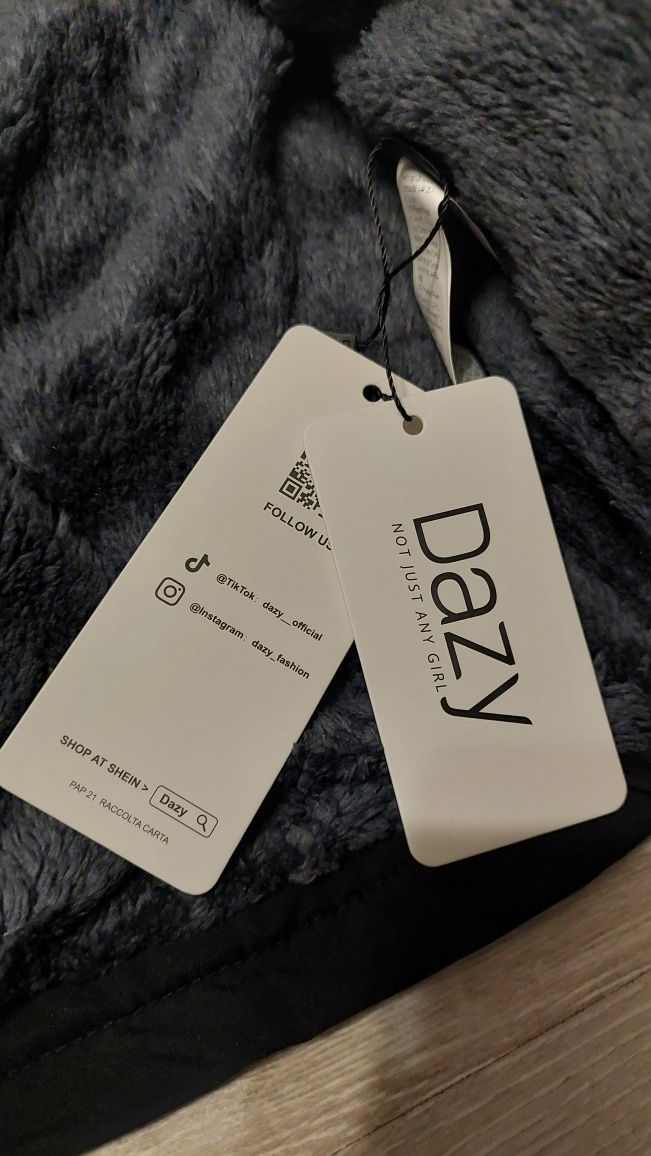 FOLLOW US
@TikTok: dazy__official
@Instagram: dazy_fashion
SHOP AT SHEIN >
Dazy
PAP 21 RACCOLTA CARTA
Dazy
NOT JUST ANY GIRL